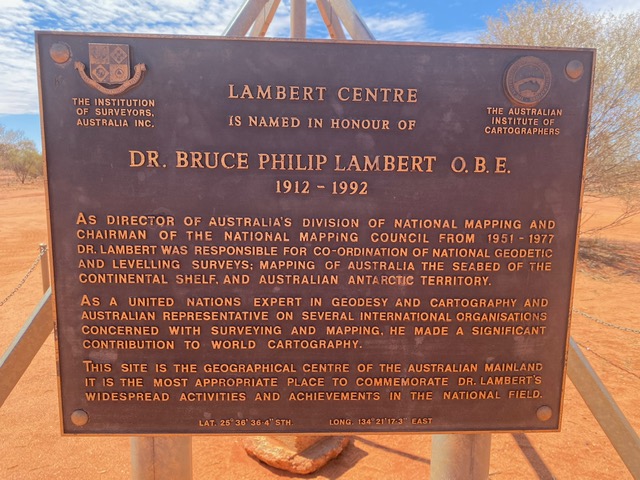 THE INSTITUTION
OF SURVEYORS,
AUSTRALIA INC.
THE AUSTRALIAN
INSTITUTE OF
CARTOGRAPHERS
LAMBERT CENTRE
IS NAMED IN HONOUR OF
DR. BRUCE PHILIP LAMBERT O.B.E.
1912 - 1992
AS DIRECTOR OF AUSTRALIA'S DIVISION OF NATIONAL MAPPING AND
CHAIRMAN OF THE NATIONAL MAPPING COUNCIL FROM 1951-1977
DR. LAMBERT WAS RESPONSIBLE FOR CO-ORDINATION OF NATIONAL GEODETIC
AND LEVELLING SURVEYS; MAPPING OF AUSTRALIA THE SEABED OF THE
CONTINENTAL SHELF, AND AUSTRALIAN ANTARCTIC TERRITORY.
AS A UNITED NATIONS EXPERT IN GEODESY AND CARTOGRAPHY AND
AUSTRALIAN REPRESENTATIVE ON SEVERAL INTERNATIONAL ORGANISATIONS
CONCERNED WITH SURVEYING AND MAPPING, HE MADE A SIGNIFICANT
CONTRIBUTION TO WORLD CARTOGRAPHY.
THIS SITE IS THE GEOGRAPHICAL CENTRE OF THE AUSTRALIAN MAINLAND
IT IS THE MOST APPROPRIATE PLACE TO COMMEMORATE DR. LAMBERT'S
WIDESPREAD ACTIVITIES AND ACHIEVEMENTS IN THE NATIONAL FIELD.
LAT. 25° 36' 36·4" STH. LONG. 134° 21' 17·3" EAST